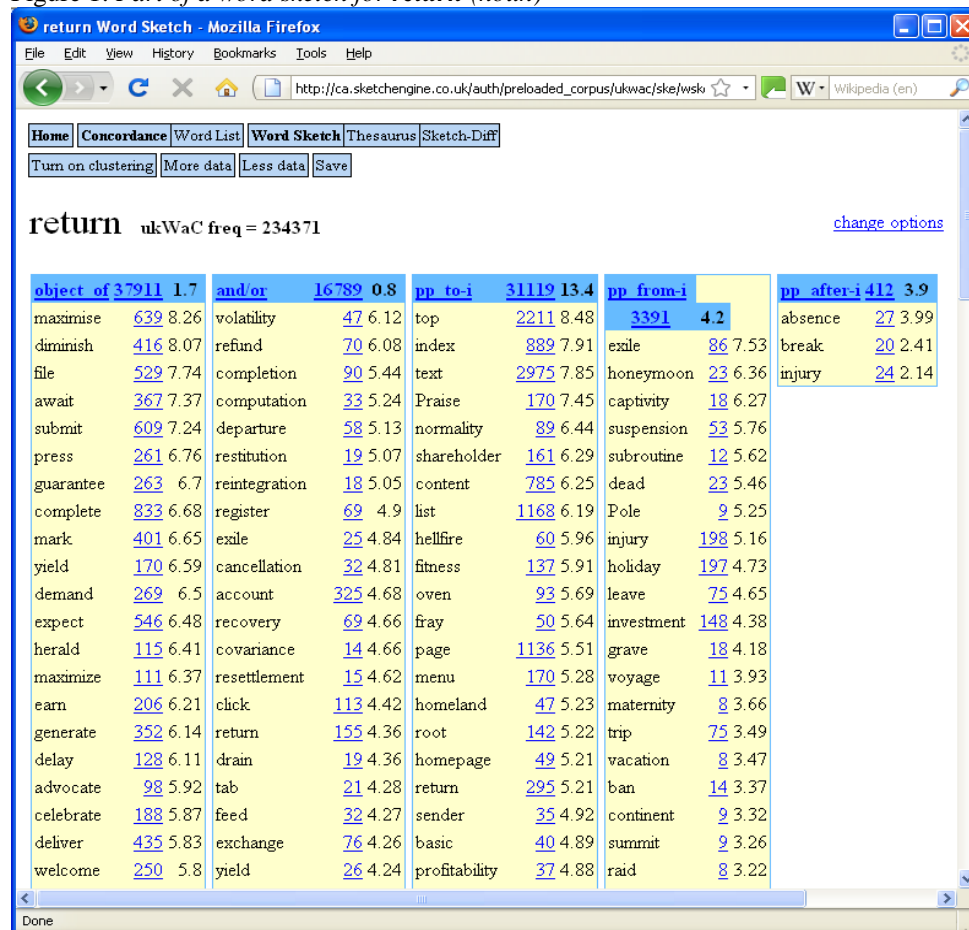 return Word Sketch - Mozilla Firefox
File Edit View History Bookmarks Tools Help
http://ca.sketchengine.co.uk/auth/preloaded_corpus/ukwac/ske/wsk W Wikipedia (en)
Home Concordance Word List Word Sketch Thesaurus Sketch-Diff
Turn on clustering More data Less data Save
return ukWaC freq = 234371 change options
object_of 37911 1.7 and/or 16789 0.8 pp_to-i 31119 13.4 pp_from-i pp_after-i 412 3.9
maximise 639 8.26 volatility 47 6.12 top 2211 8.48 3391 4.2 absence 27 3.99
diminish 416 8.07 refund 70 6.08 index 889 7.91 exile 86 7.53 break 20 2.41
file 529 7.74 completion 90 5.44 text 2975 7.85 honeymoon 23 6.36 injury 24 2.14
await 367 7.37 computation 33 5.24 Praise 170 7.45 captivity 18 6.27
submit 609 7.24 departure 58 5.13 normality 89 6.44 suspension 53 5.76
press 261 6.76 restitution 19 5.07 shareholder 161 6.29 subroutine 12 5.62
guarantee 263 6.7 reintegration 18 5.05 content 785 6.25 dead 23 5.46
complete 833 6.68 register 69 4.9 list 1168 6.19 Pole 9 5.25
mark 401 6.65 exile 25 4.84 hellfire 60 5.96 injury 198 5.16
yield 170 6.59 cancellation 32 4.81 fitness 137 5.91 holiday 197 4.73
demand 269 6.5 account 325 4.68 oven 93 5.69 leave 75 4.65
expect 546 6.48 recovery 69 4.66 fray 50 5.64 investment 148 4.38
herald 115 6.41 covariance 14 4.66 page 1136 5.51 grave 18 4.18
maximize 111 6.37 resettlement 15 4.62 menu 170 5.28 voyage 11 3.93
earn 206 6.21 click 113 4.42 homeland 47 5.23 maternity 8 3.66
generate 352 6.14 return 155 4.36 root 142 5.22 trip 75 3.49
delay 128 6.11 drain 19 4.36 homepage 49 5.21 vacation 8 3.47
advocate 98 5.92 tab 21 4.28 return 295 5.21 ban 14 3.37
celebrate 188 5.87 feed 32 4.27 sender 35 4.92 continent 9 3.32
deliver 435 5.83 exchange 76 4.26 basic 40 4.89 summit 9 3.26
welcome 250 5.8 yield 26 4.24 profitability 37 4.88 raid 8 3.22
Done